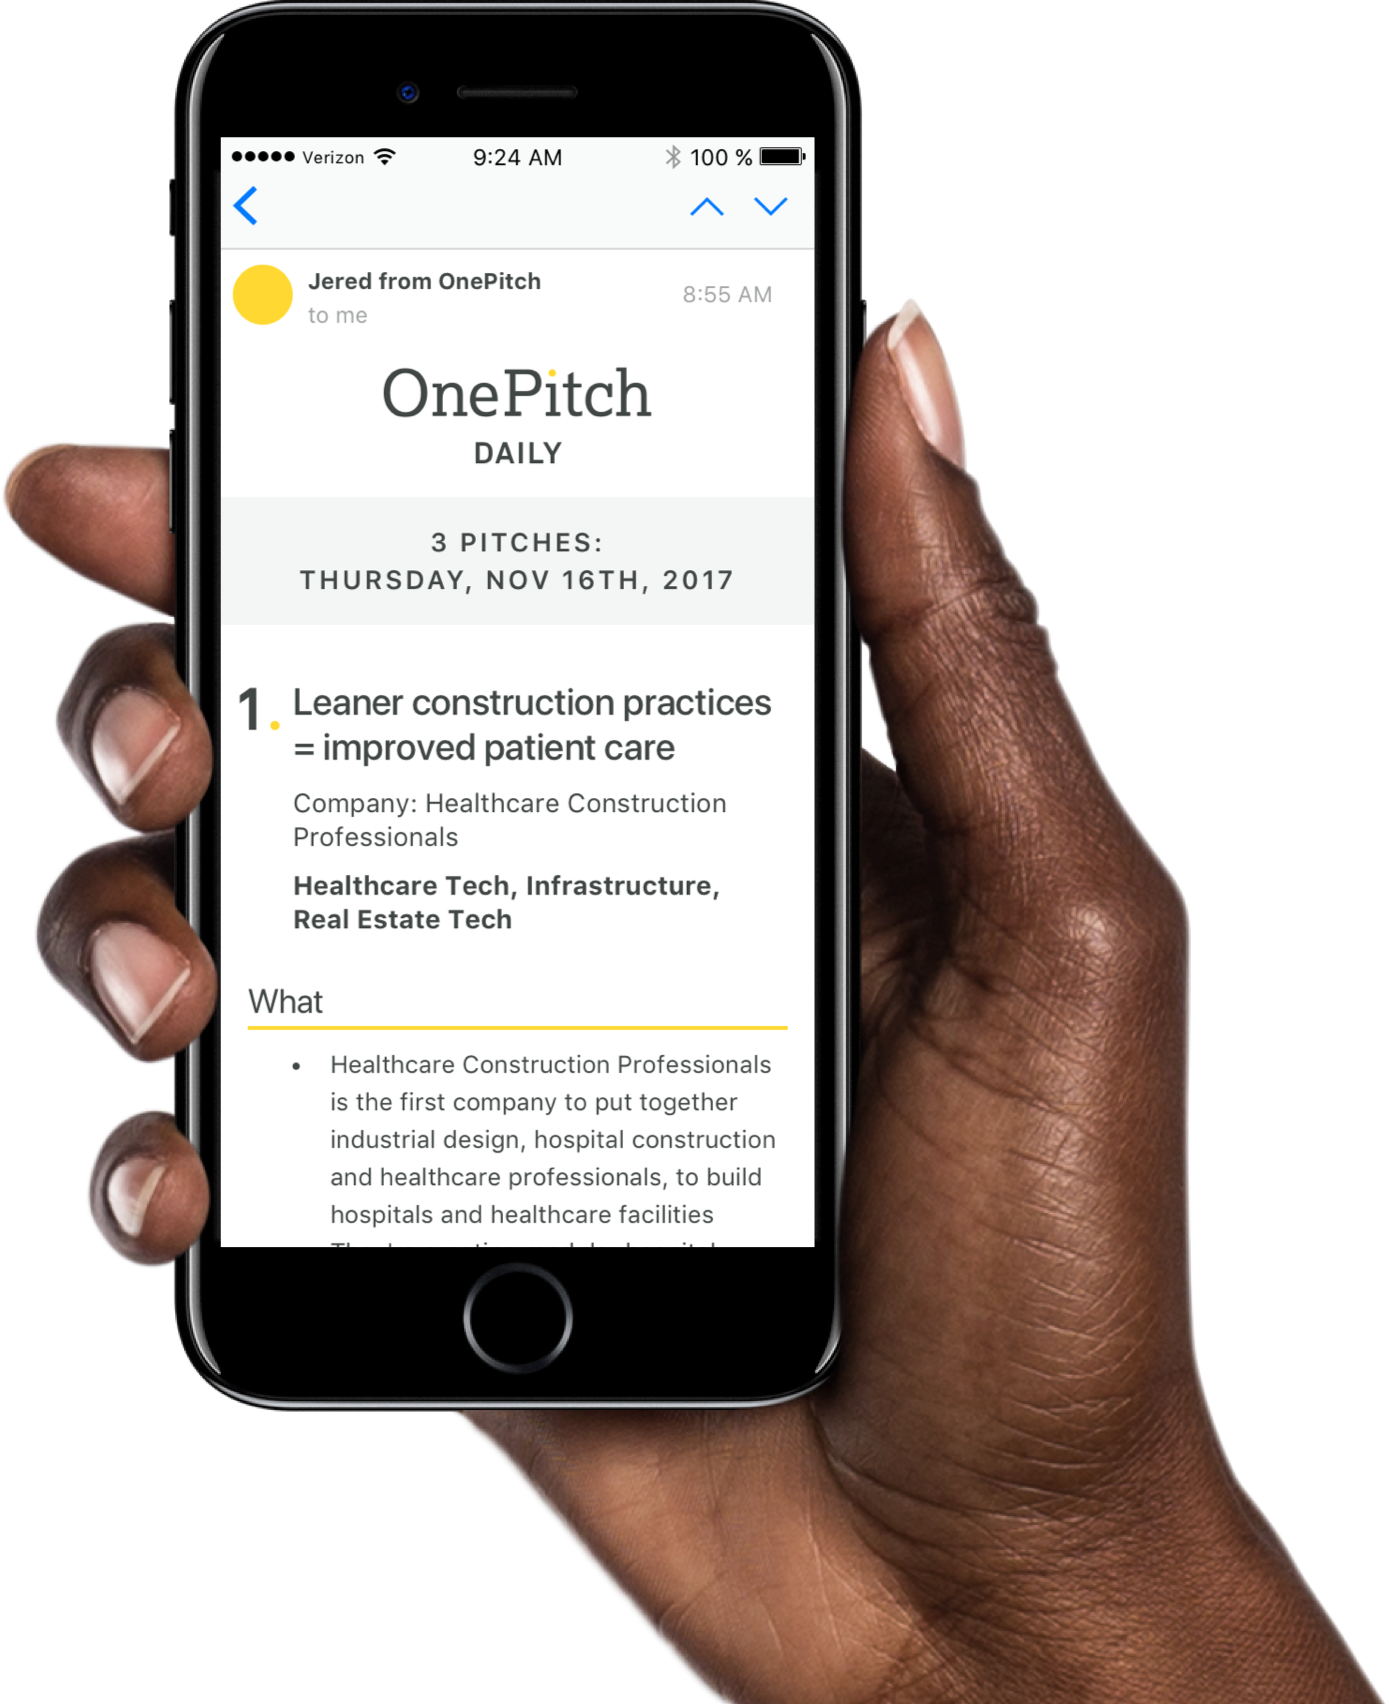 Verizon 9:24 AM 100 %
Jered from OnePitch
8:55 AM
to me
OnePitch
DAILY
3 PITCHES:
THURSDAY, NOV 16TH, 2017
1. Leaner construction practices
= improved patient care
Company: Healthcare Construction
Professionals
Healthcare Tech, Infrastructure,
Real Estate Tech
What
• Healthcare Construction Professionals
is the first company to put together
industrial design, hospital construction
and healthcare professionals, to build
hospitals and healthcare facilities